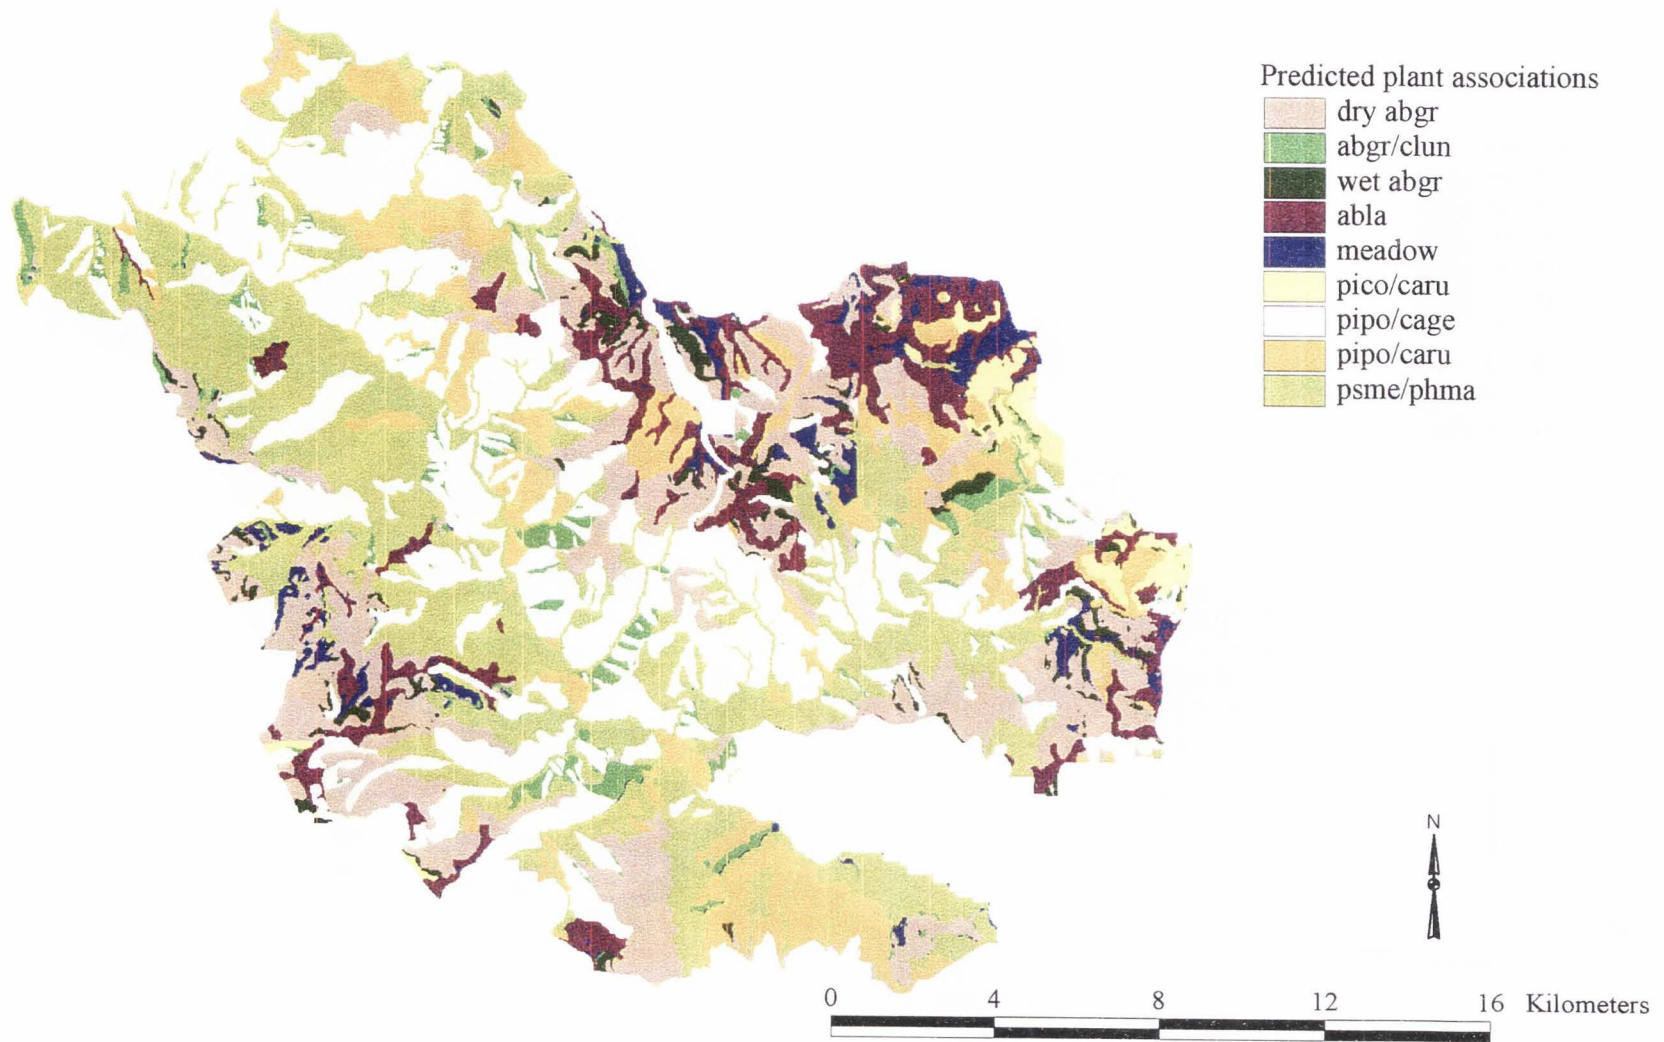 Predicted plant associations
dry abgr
abgr/clun
wet abgr
abla
meadow
pico/caru
pipo/cage
pipo/caru
psme/phma
N
0 4 8 12 16 Kilometers